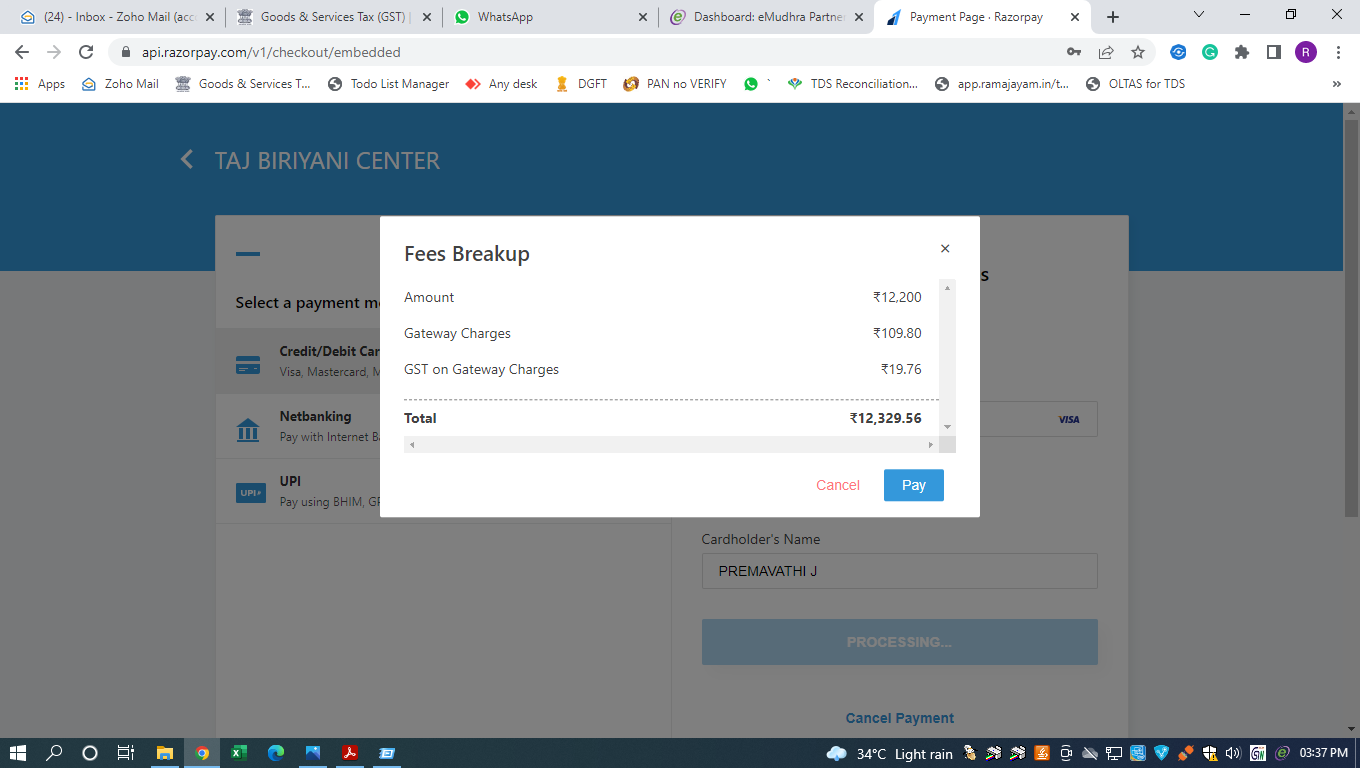 (24) - Inbox - Zoho Mail (acc
Goods & Services Tax (GST) |
WhatsApp
Dashboard: eMudhra Partner
Payment Page · Razorpay
api.razorpay.com/v1/checkout/embedded
R
Apps
Zoho Mail
Goods & Services T...
Todo List Manager
Any desk
DGFT
PAN no VERIFY
`
TDS Reconciliation...
app.ramajayam.in/t...
OLTAS for TDS
»
TAJ BIRIYANI CENTER
Fees Breakup
Amount ₹12,200
Gateway Charges ₹109.80
GST on Gateway Charges ₹19.76
Total ₹12,329.56
Cancel Pay
Select a payment m
Credit/Debit Car
Visa, Mastercard, M
Netbanking
Pay with Internet B
UPI
UPI
Pay using BHIM, GP
s
VISA
Cardholder's Name
PREMAVATHI J
PROCESSING...
Cancel Payment
34°C Light rain
03:37 PM